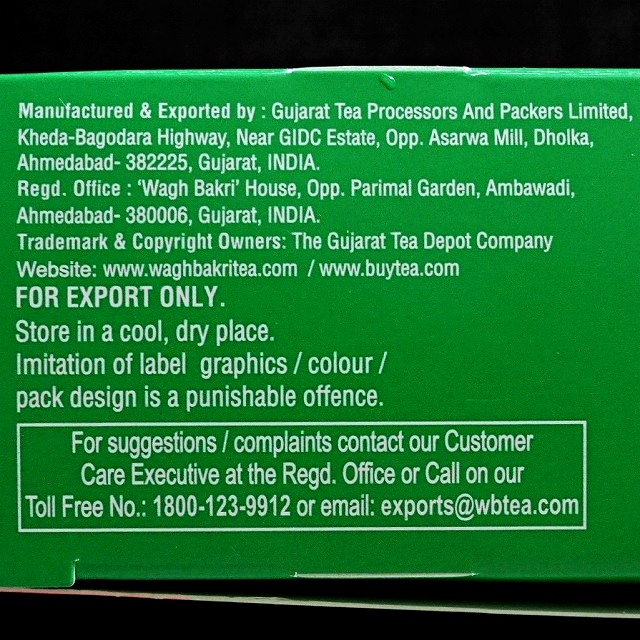 Manufactured & Exported by : Gujarat Tea Processors And Packers Limited,
Kheda-Bagodara Highway, Near GIDC Estate, Opp. Asarwa Mill, Dholka,
Ahmedabad- 382225, Gujarat, INDIA.
Regd. Office : ‘Wagh Bakri’ House, Opp. Parimal Garden, Ambawadi,
Ahmedabad- 380006, Gujarat, INDIA.
Trademark & Copyright Owners: The Gujarat Tea Depot Company
Website: www.waghbakritea.com / www.buytea.com
FOR EXPORT ONLY.
Store in a cool, dry place.
Imitation of label graphics / colour /
pack design is a punishable offence.
For suggestions / complaints contact our Customer
Care Executive at the Regd. Office or Call on our
Toll Free No.: 1800-123-9912 or email: exports@wbtea.com